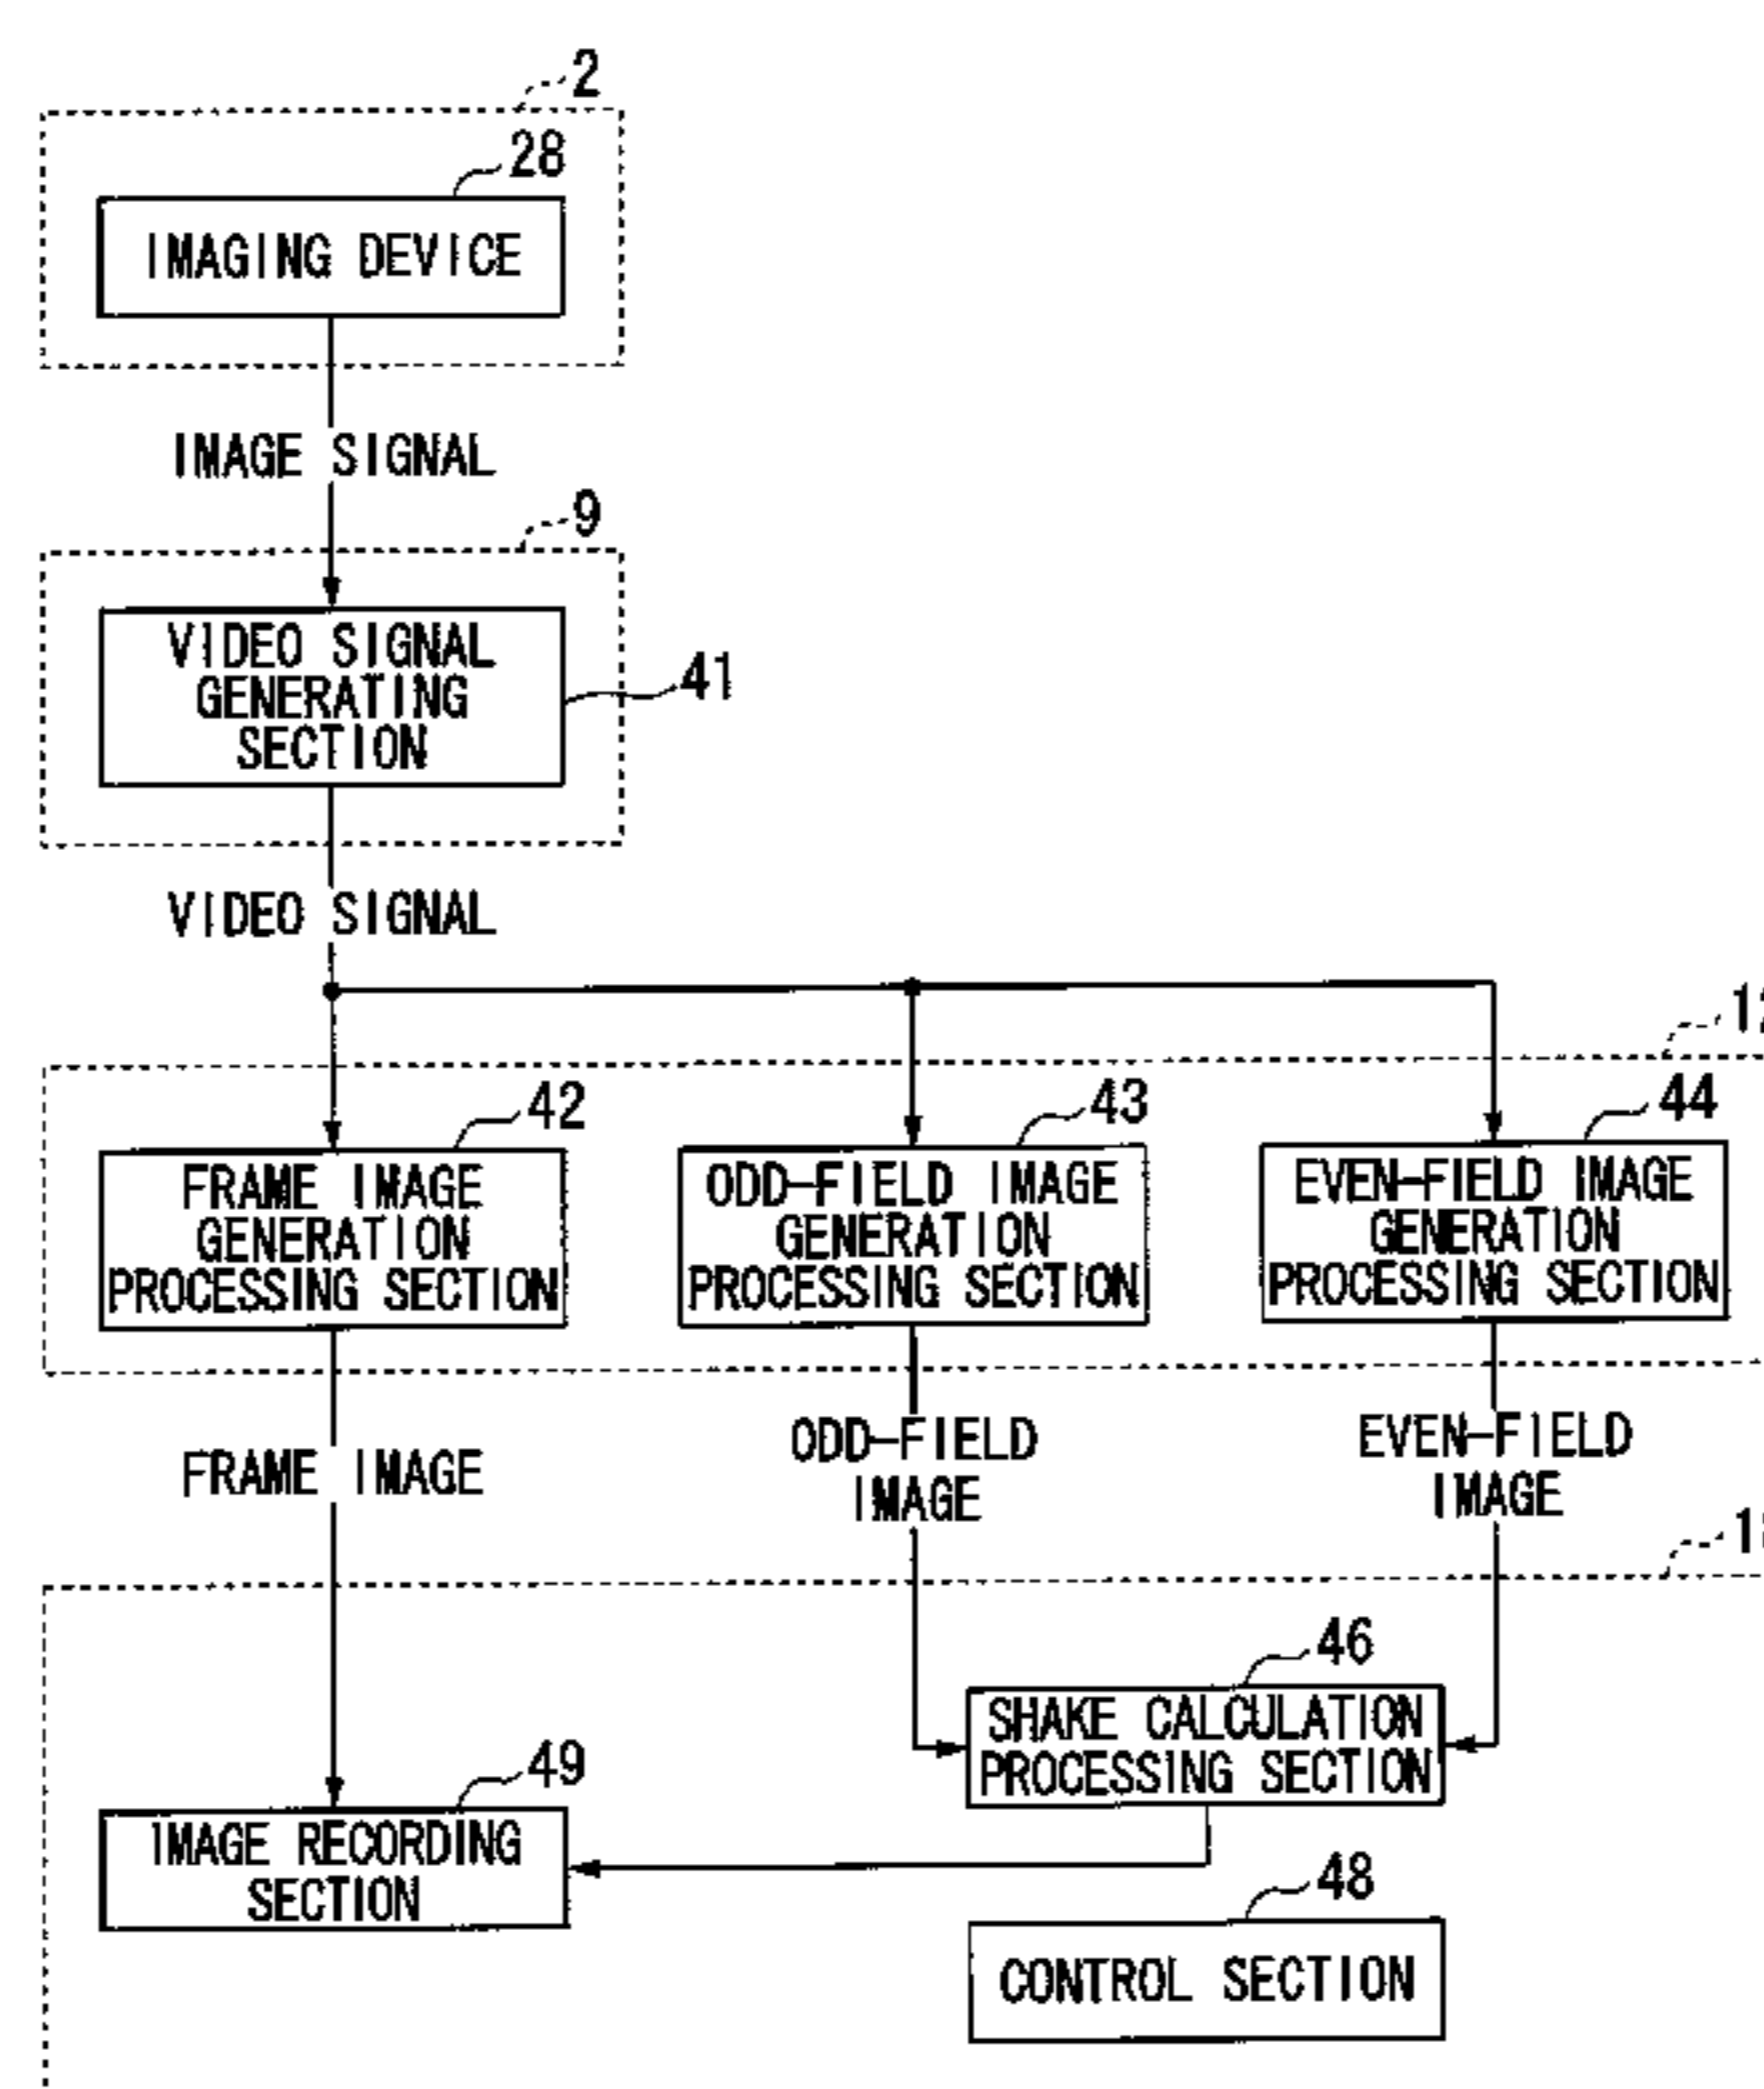 2
28
IMAGING DEVICE
IMAGE SIGNAL
9
VIDEO SIGNAL
GENERATING
SECTION
41
VIDEO SIGNAL
42
FRAME IMAGE
GENERATION
PROCESSING SECTION
43
ODD-FIELD IMAGE
GENERATION
PROCESSING SECTION
44
EVEN-FIELD IMAGE
GENERATION
PROCESSING SECTION
FRAME IMAGE
ODD-FIELD
IMAGE
EVEN-FIELD
IMAGE
46
SHAKE CALCULATION
PROCESSING SECTION
49
IMAGE RECORDING
SECTION
48
CONTROL SECTION